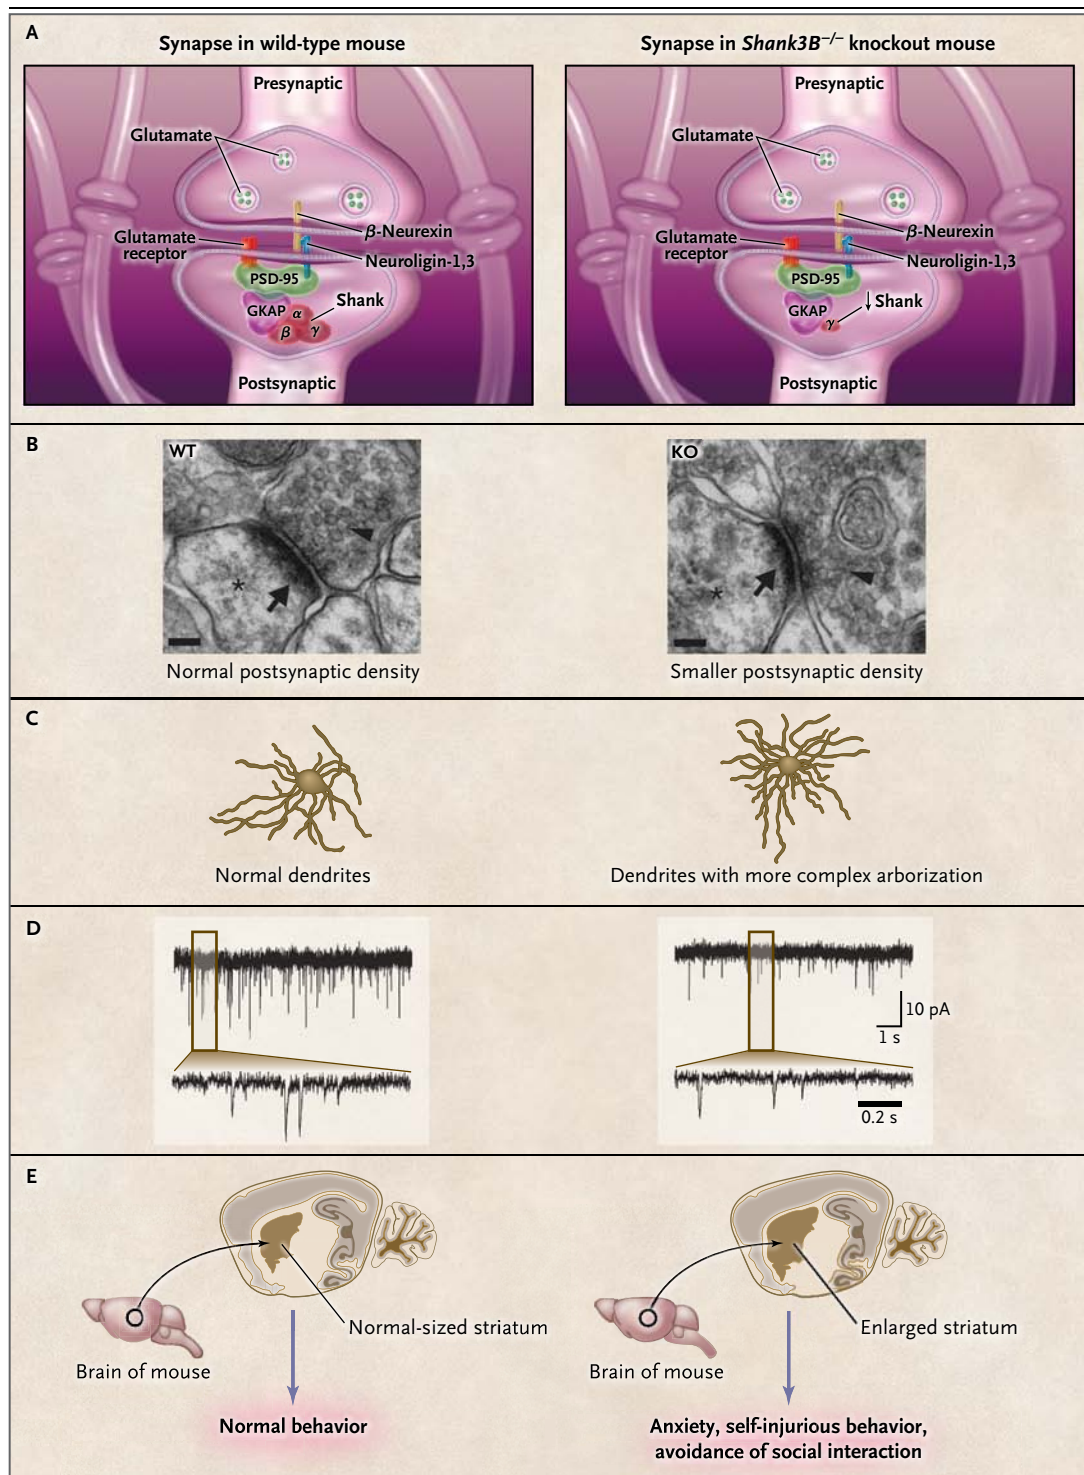 A
Synapse in wild-type mouse
Presynaptic
Glutamate
β-Neurexin
Glutamate
receptor
Neuroligin-1,3
PSD-95
Shank
GKAP
α
β
γ
Postsynaptic
Synapse in Shank3B−/− knockout mouse
Presynaptic
Glutamate
β-Neurexin
Glutamate
receptor
Neuroligin-1,3
PSD-95
↓ Shank
GKAP
γ
Postsynaptic
B
WT
*
Normal postsynaptic density
KO
*
Smaller postsynaptic density
C
Normal dendrites
Dendrites with more complex arborization
D
10 pA
1 s
0.2 s
E
Normal-sized striatum
Brain of mouse
Normal behavior
Enlarged striatum
Brain of mouse
Anxiety, self-injurious behavior,
avoidance of social interaction